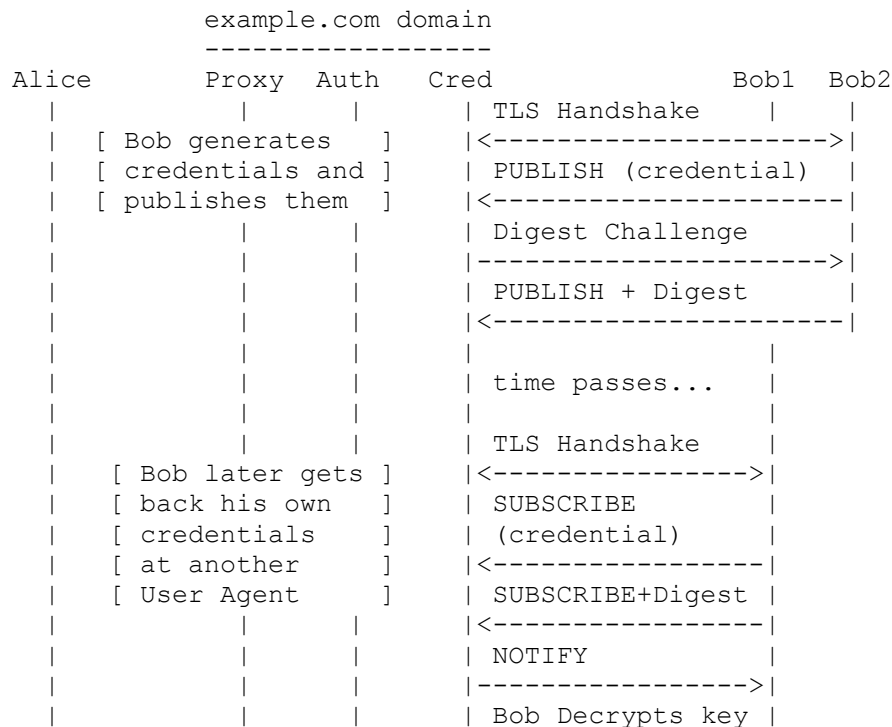 example.com domain
            ------------------
Alice       Proxy  Auth   Cred               Bob1  Bob2
  |           |      |      | TLS Handshake    |    |
  |  [ Bob generates   ]    |<--------------------->|
  |  [ credentials and ]    | PUBLISH (credential)  |
  |  [ publishes them  ]    |<----------------------|
  |           |      |      | Digest Challenge      |
  |           |      |      |---------------------->|
  |           |      |      | PUBLISH + Digest      |
  |           |      |      |<----------------------|
  |           |      |      |                  |
  |           |      |      | time passes...   |
  |           |      |      |                  |
  |           |      |      | TLS Handshake    |
  |   [ Bob later gets ]    |<---------------->|
  |   [ back his own   ]    | SUBSCRIBE        |
  |   [ credentials    ]    | (credential)     |
  |   [ at another     ]    |<-----------------|
  |   [ User Agent     ]    | SUBSCRIBE+Digest |
  |           |      |      |<-----------------|
  |           |      |      | NOTIFY           |
  |           |      |      |----------------->|
  |           |      |      | Bob Decrypts key |